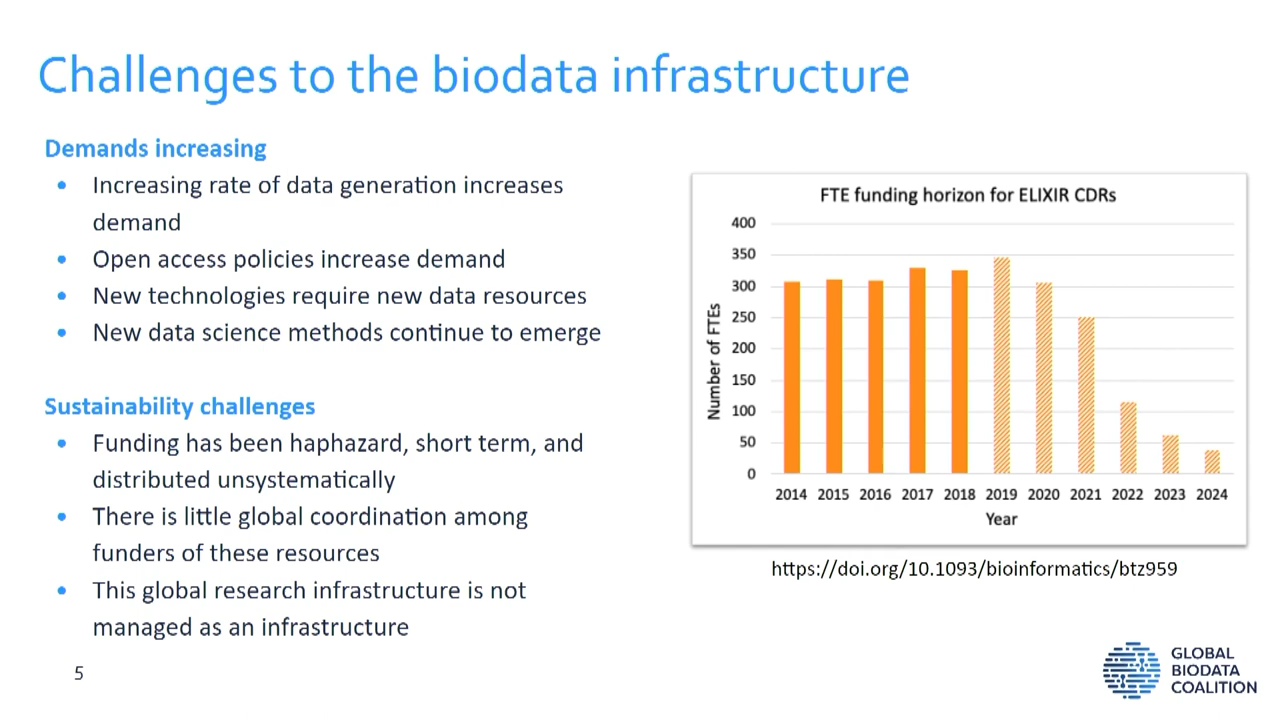 Challenges to the biodata infrastructure
Demands increasing
• Increasing rate of data generation increases
demand
• Open access policies increase demand
• New technologies require new data resources
• New data science methods continue to emerge
Sustainability challenges
• Funding has been haphazard, short term, and
distributed unsystematically
• There is little global coordination among
funders of these resources
• This global research infrastructure is not
managed as an infrastructure
5
FTE funding horizon for ELIXIR CDRs
Number of FTEs
400
350
300
250
200
150
100
50
0
2014 2015 2016 2017 2018 2019 2020 2021 2022 2023 2024
Year
https://doi.org/10.1093/bioinformatics/btz959
GLOBAL
BIODATA
COALITION